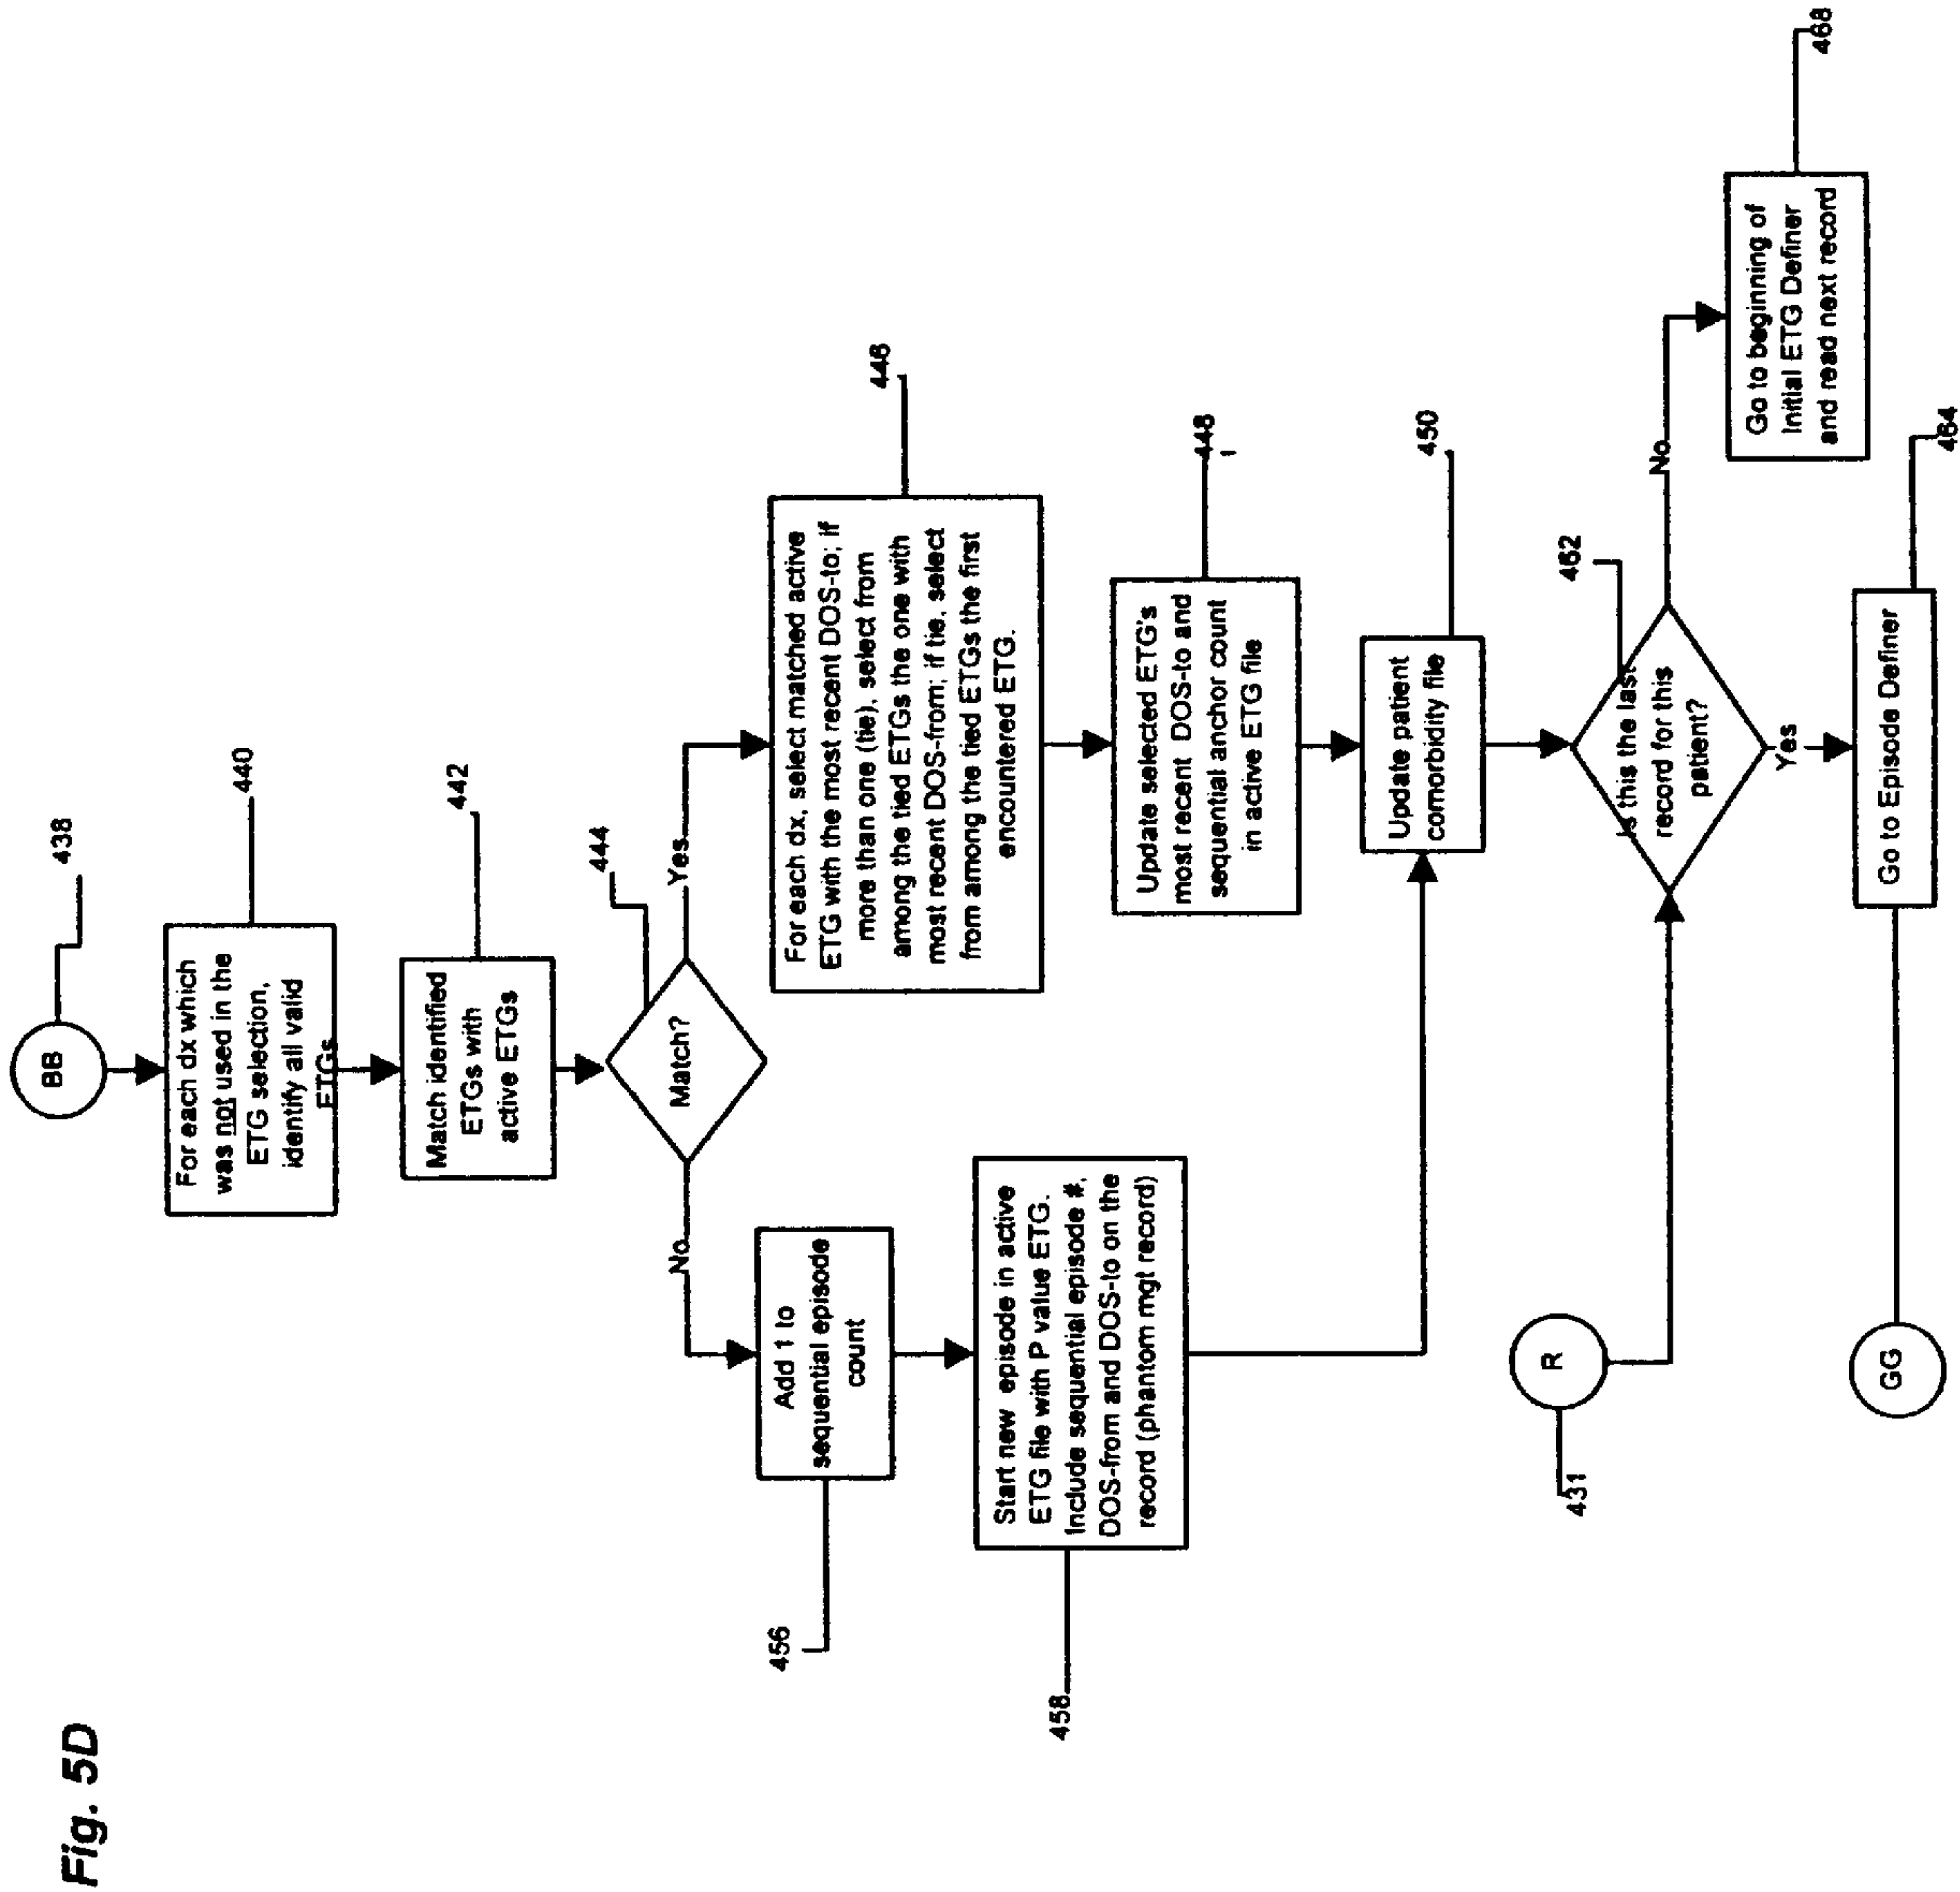 Fig. 5D
BB
438
For each dx which
was not used in the
ETG selection,
identify all valid
ETGs
440
Match identified
ETGs with
active ETGs
442
Match?
444
No
Yes
Add 1 to
sequential episode
count
456
Start new episode in active
ETG file with P value ETG.
Include sequential episode #,
DOS-from and DOS-to on the
record (phantom mgt record)
458
For each dx, select matched active
ETG with the most recent DOS-to; if
more than one (tie), select from
among the tied ETGs the one with
most recent DOS-from; if tie, select
from among the tied ETGs the first
encountered ETG.
446
Update selected ETG's
most recent DOS-to and
sequential anchor count
in active ETG file
448
Update patient
comorbidity file
450
R
431
Is this the last
record for this
patient?
462
No
Yes
Go to beginning of
Initial ETG Definer
and read next record
468
GG
Go to Episode Definer
464